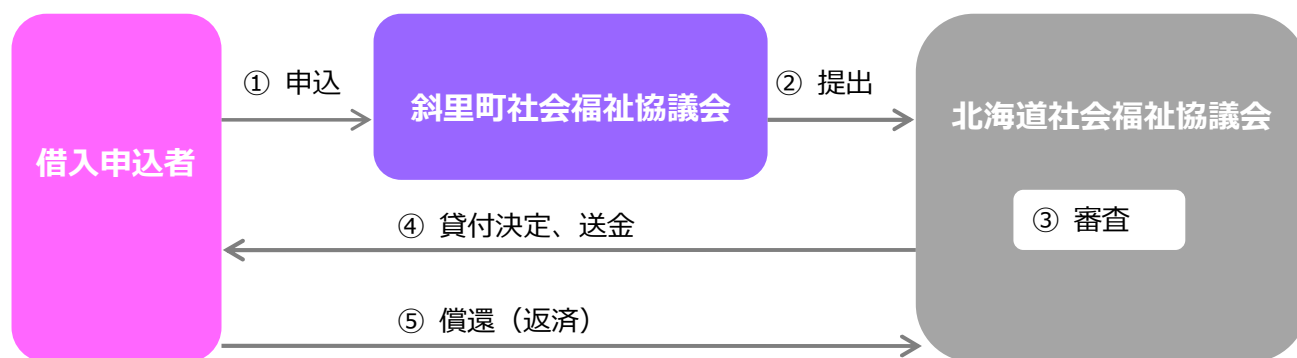 借入申込者
① 申込
斜里町社会福祉協議会
② 提出
北海道社会福祉協議会
③ 審査
④ 貸付決定、送金
⑤ 償還（返済）